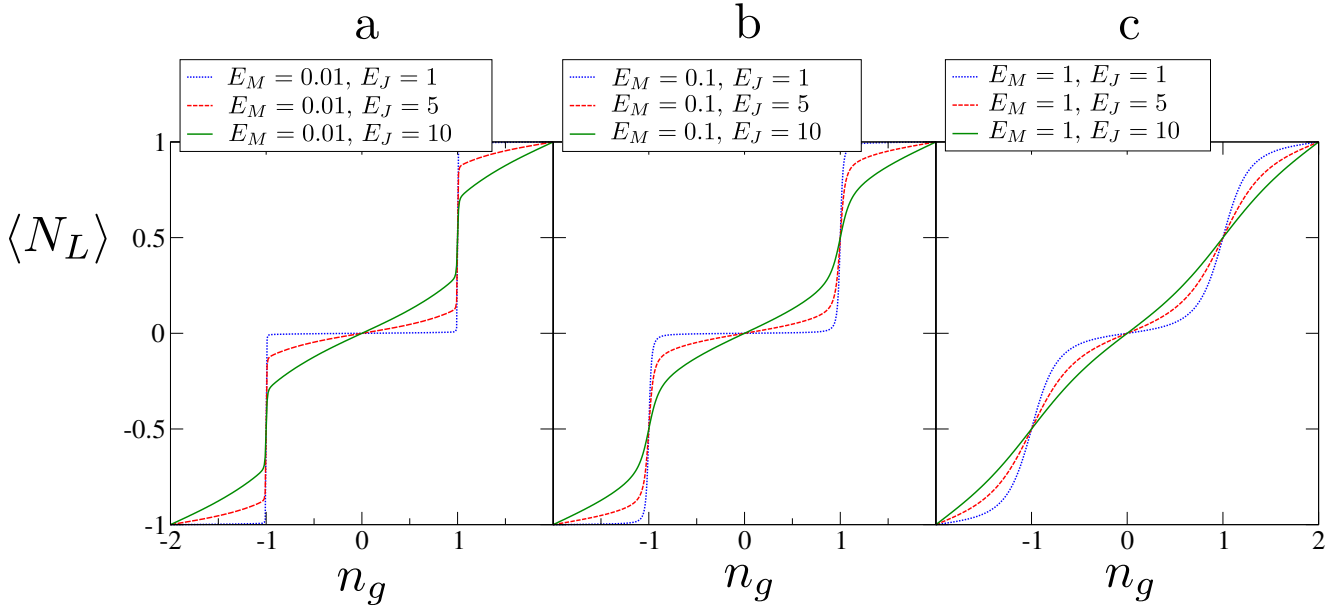 a b c
E_M = 0.01, E_J = 1
E_M = 0.01, E_J = 5
E_M = 0.01, E_J = 10
E_M = 0.1, E_J = 1
E_M = 0.1, E_J = 5
E_M = 0.1, E_J = 10
E_M = 1, E_J = 1
E_M = 1, E_J = 5
E_M = 1, E_J = 10
⟨N_L⟩
1
0.5
0
-0.5
-1
-2 -1 0 1
-1 0 1
-1 0 1 2
n_g n_g n_g